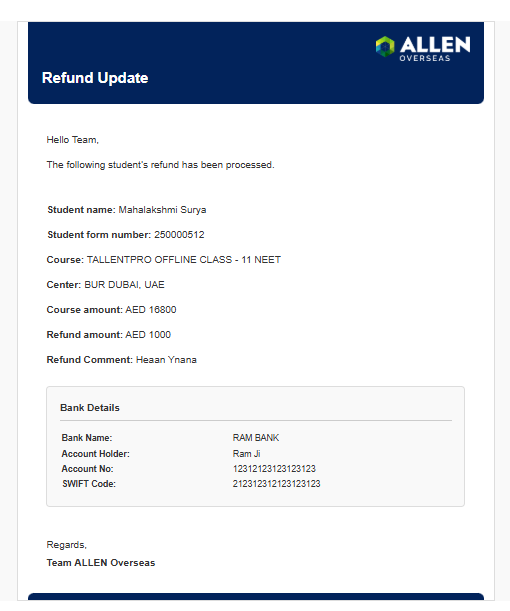 ALLEN
OVERSEAS
Refund Update
Hello Team,
The following student's refund has been processed.
Student name: Mahalakshmi Surya
Student form number: 250000512
Course: TALLENTPRO OFFLINE CLASS - 11 NEET
Center: BUR DUBAI, UAE
Course amount: AED 16800
Refund amount: AED 1000
Refund Comment: Heaan Ynana
Bank Details
Bank Name: RAM BANK
Account Holder: Ram Ji
Account No: 12312123123123123
SWIFT Code: 212312312123123123
Regards,
Team ALLEN Overseas